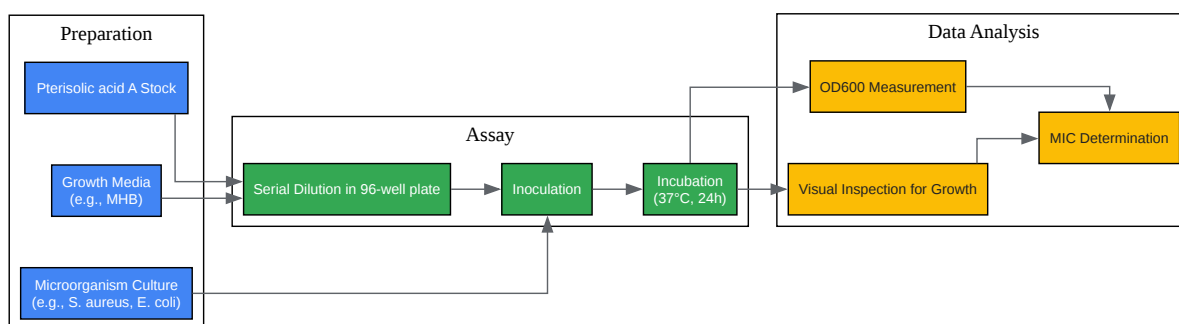 Preparation
Pterisolic acid A Stock
Growth Media
(e.g., MHB)
Microorganism Culture
(e.g., S. aureus, E. coli)
Assay
Serial Dilution in 96-well plate
Inoculation
Incubation
(37°C, 24h)
Data Analysis
OD600 Measurement
Visual Inspection for Growth
MIC Determination